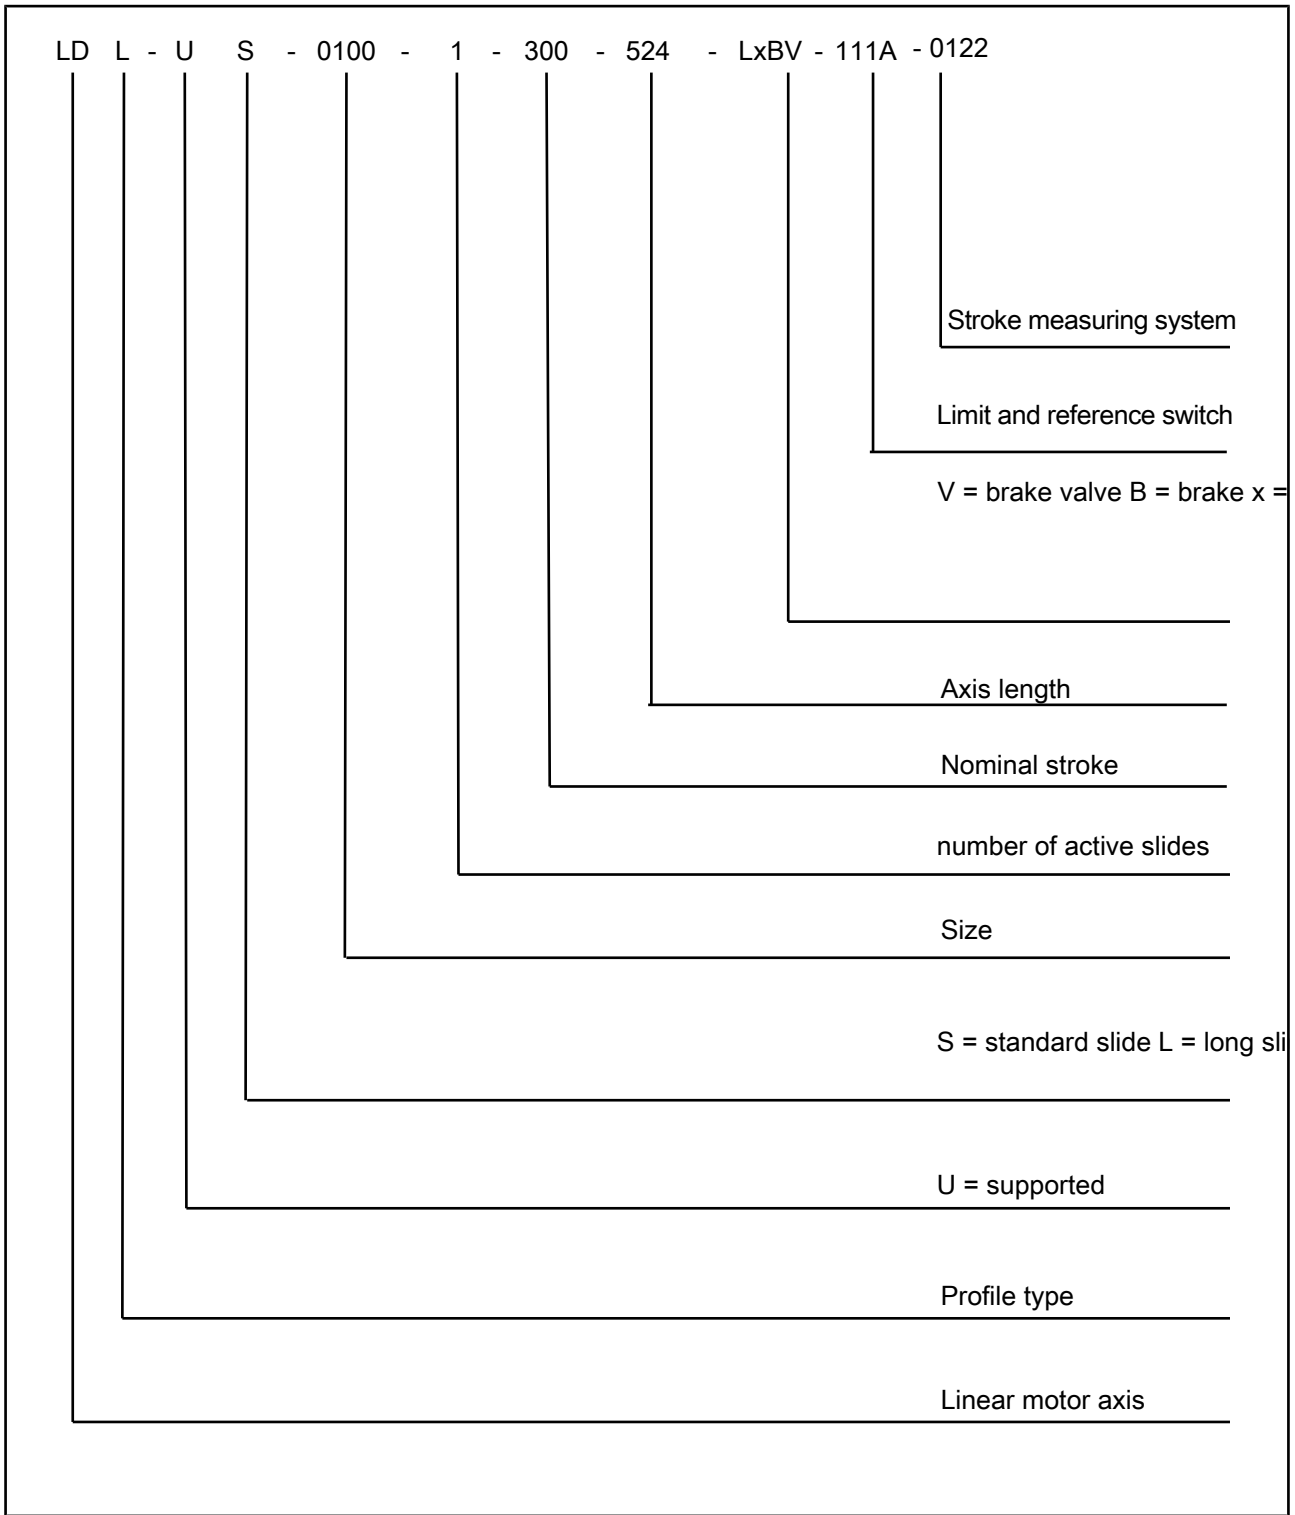 LD L - U S - 0100 - 1 - 300 - 524 - LxBV - 111A - 0122
Stroke measuring system
Limit and reference switch
V = brake valve B = brake x =
Axis length
Nominal stroke
number of active slides
Size
S = standard slide L = long sli
U = supported
Profile type
Linear motor axis